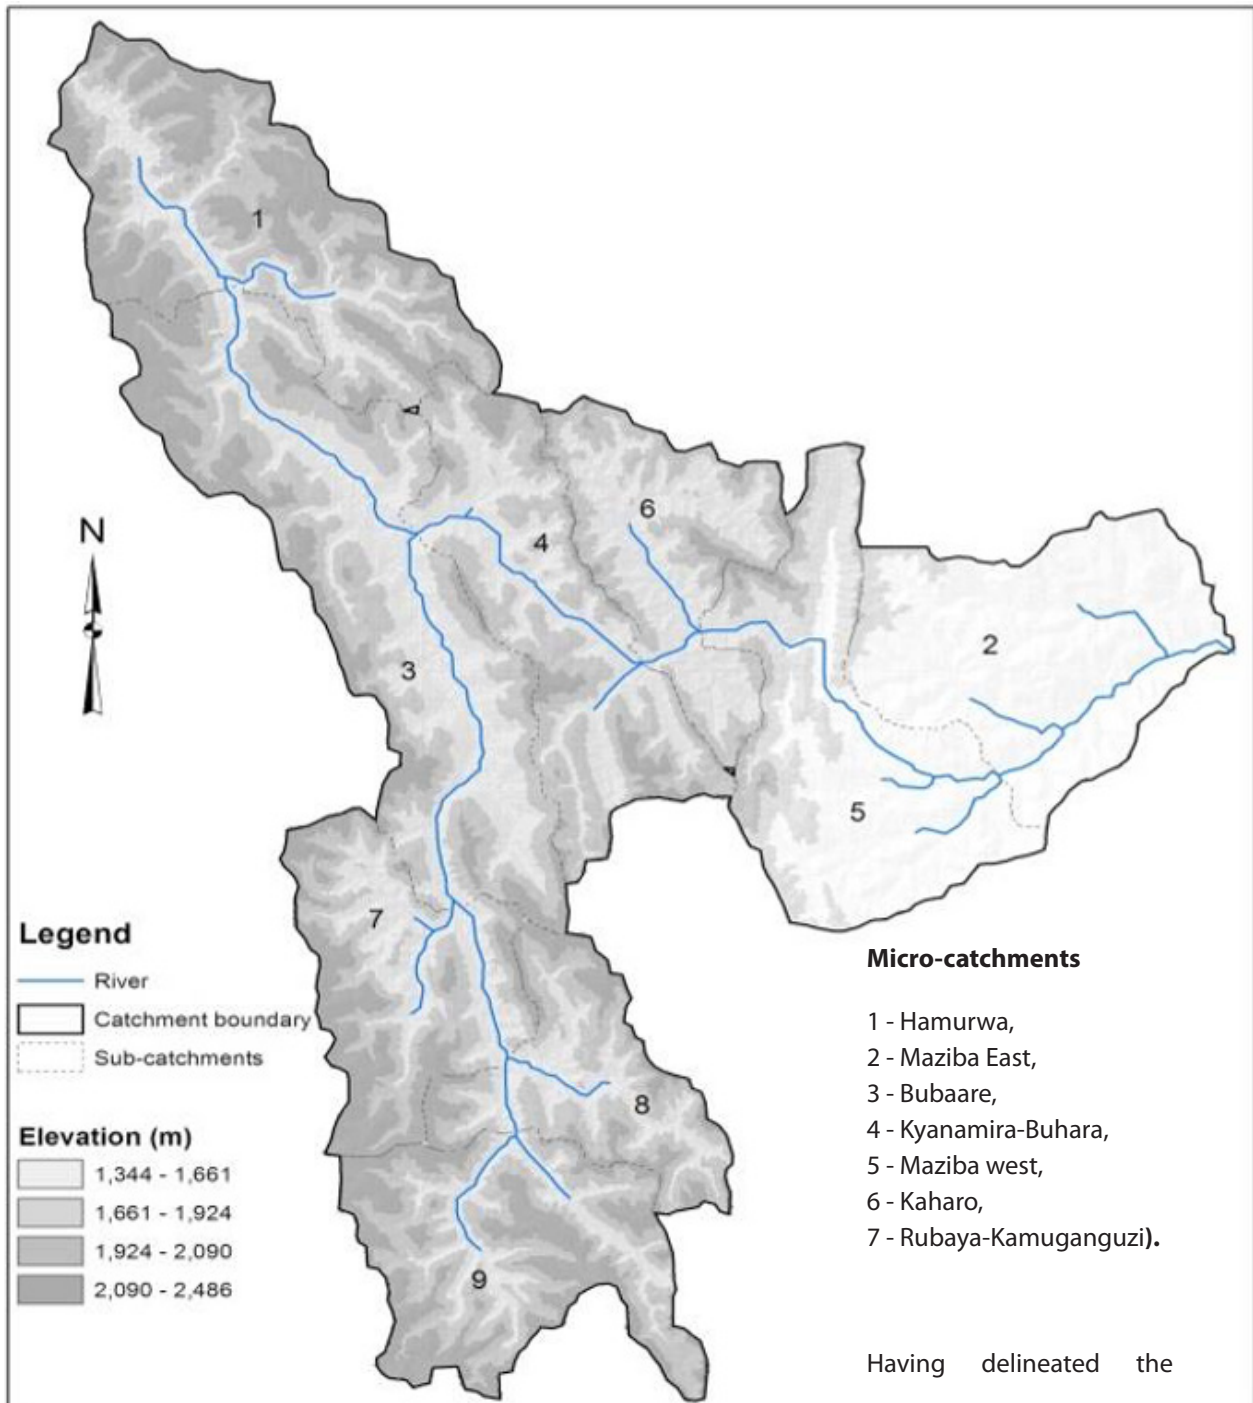 1
6
4
2
3
5
7
8
9
N
Legend
River
Catchment boundary
Sub-catchments
Elevation (m)
1,344 - 1,661
1,661 - 1,924
1,924 - 2,090
2,090 - 2,486
Micro-catchments
1 - Hamurwa,
2 - Maziba East,
3 - Bubaare,
4 - Kyanamira-Buhara,
5 - Maziba west,
6 - Kaharo,
7 - Rubaya-Kamuganguzi).
Having delineated the